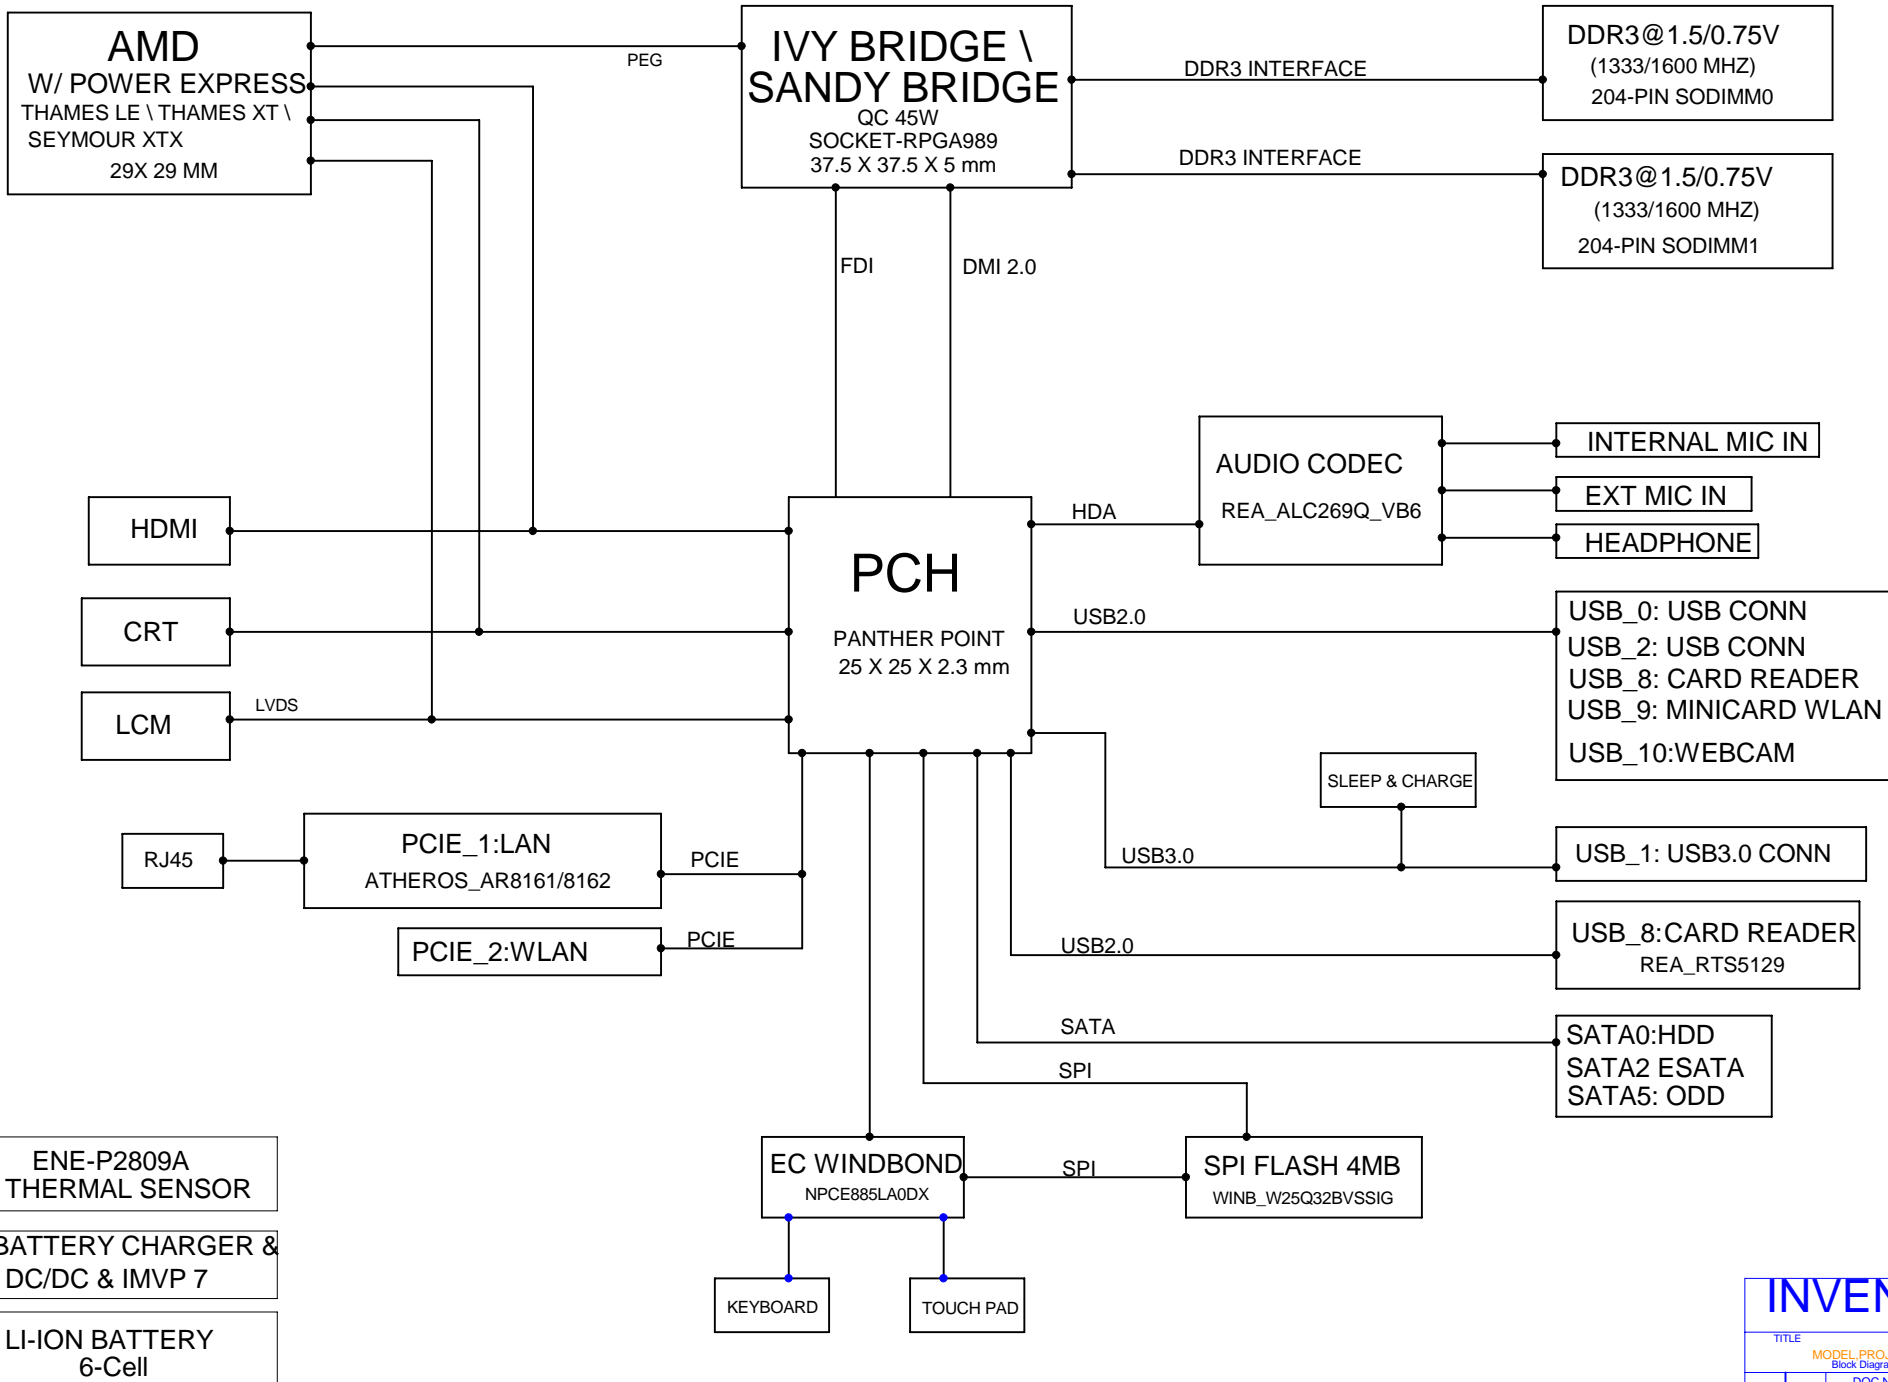 AMD
W/ POWER EXPRESS
THAMES LE \ THAMES XT \
SEYMOUR XTX
29X 29 MM
PEG
IVY BRIDGE \
SANDY BRIDGE
QC 45W
SOCKET-RPGA989
37.5 X 37.5 X 5 mm
DDR3 INTERFACE
DDR3@1.5/0.75V
(1333/1600 MHZ)
204-PIN SODIMM0
DDR3 INTERFACE
DDR3@1.5/0.75V
(1333/1600 MHZ)
204-PIN SODIMM1
FDI
DMI 2.0
HDMI
CRT
LCM
LVDS
PCH
PANTHER POINT
25 X 25 X 2.3 mm
HDA
AUDIO CODEC
REA_ALC269Q_VB6
INTERNAL MIC IN
EXT MIC IN
HEADPHONE
USB2.0
USB_0: USB CONN
USB_2: USB CONN
USB_8: CARD READER
USB_9: MINICARD WLAN
USB_10:WEBCAM
SLEEP & CHARGE
USB3.0
USB_1: USB3.0 CONN
RJ45
PCIE_1:LAN
ATHEROS_AR8161/8162
PCIE
PCIE_2:WLAN
PCIE
USB2.0
USB_8:CARD READER
REA_RTS5129
SATA
SATA0:HDD
SATA2 ESATA
SATA5: ODD
SPI
EC WINDBOND
NPCE885LA0DX
SPI
SPI FLASH 4MB
WINB_W25Q32BVSSIG
KEYBOARD
TOUCH PAD
ENE-P2809A
THERMAL SENSOR
BATTERY CHARGER &
DC/DC & IMVP 7
LI-ION BATTERY
6-Cell
INVEN
TITLE
MODEL,PROJ
Block Diagra